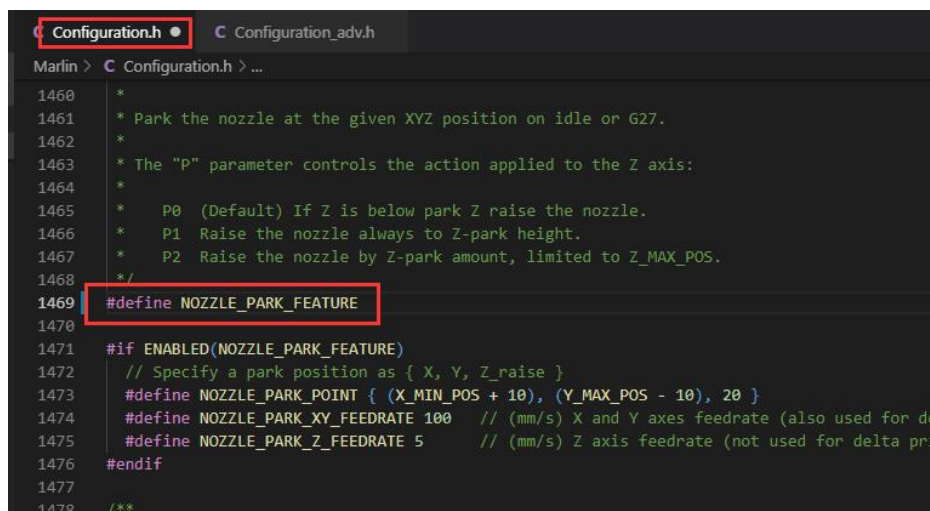 C Configuration.h ● C Configuration_adv.h
Marlin > C Configuration.h > ...
1460 *
1461 * Park the nozzle at the given XYZ position on idle or G27.
1462 *
1463 * The "P" parameter controls the action applied to the Z axis:
1464 *
1465 * P0 (Default) If Z is below park Z raise the nozzle.
1466 * P1 Raise the nozzle always to Z-park height.
1467 * P2 Raise the nozzle by Z-park amount, limited to Z_MAX_POS.
1468 */
1469 #define NOZZLE_PARK_FEATURE
1470
1471 #if ENABLED(NOZZLE_PARK_FEATURE)
1472 // Specify a park position as { X, Y, Z_raise }
1473 #define NOZZLE_PARK_POINT { (X_MIN_POS + 10), (Y_MAX_POS - 10), 20 }
1474 #define NOZZLE_PARK_XY_FEEDRATE 100 // (mm/s) X and Y axes feedrate (also used for
1475 #define NOZZLE_PARK_Z_FEEDRATE 5 // (mm/s) Z axis feedrate (not used for delta
1476 #endif
1477
1478 /**